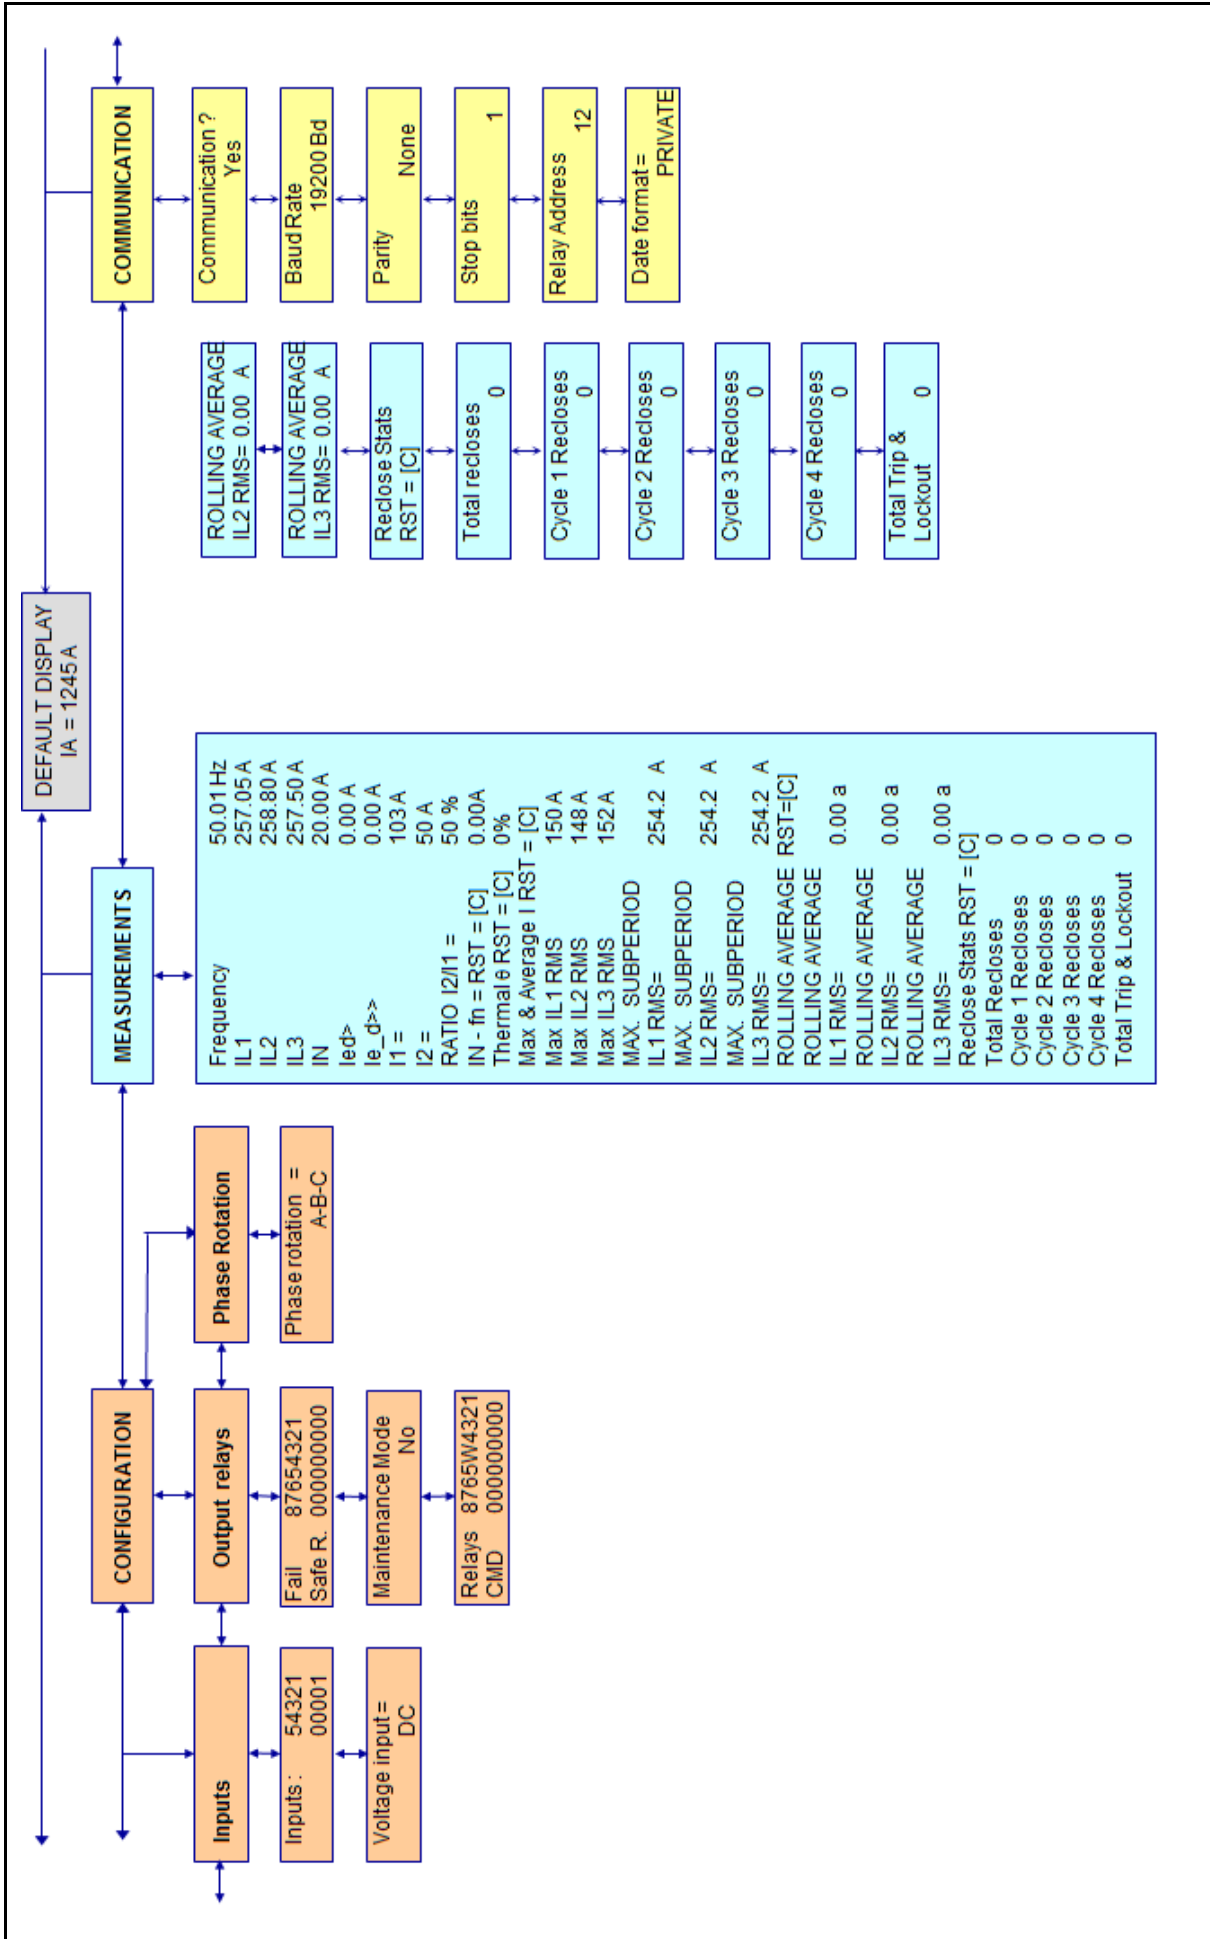 DEFAULT DISPLAY
IA = 1245 A
CONFIGURATION
MEASUREMENTS
COMMUNICATION
Inputs
Inputs : 54321
00001
Voltage input =
DC
Output relays
Fail 87654321
Safe R. 000000000
Maintenance Mode
No
Relays 8765W4321
CMD 000000000
Phase Rotation
Phase rotation =
A-B-C
Frequency 50.01 Hz
IL1 257.05 A
IL2 258.80 A
IL3 257.50 A
IN 20.00 A
Ied> 0.00 A
Ie_d>> 0.00 A
I1 = 103 A
I2 = 50 A
RATIO I2/I1 = 50 %
IN - fn = RST = [C] 0.00A
Thermal θ RST = [C] 0%
Max & Average I RST = [C]
Max IL1 RMS 150 A
Max IL2 RMS 148 A
Max IL3 RMS 152 A
MAX. SUBPERIOD
IL1 RMS= 254.2 A
MAX. SUBPERIOD
IL2 RMS= 254.2 A
MAX. SUBPERIOD
IL3 RMS= 254.2 A
ROLLING AVERAGE RST=[C]
ROLLING AVERAGE
IL1 RMS= 0.00 a
ROLLING AVERAGE
IL2 RMS= 0.00 a
ROLLING AVERAGE
IL3 RMS= 0.00 a
Reclose Stats RST = [C]
Total Recloses 0
Cycle 1 Recloses 0
Cycle 2 Recloses 0
Cycle 3 Recloses 0
Cycle 4 Recloses 0
Total Trip & Lockout 0
ROLLING AVERAGE
IL2 RMS= 0.00 A
ROLLING AVERAGE
IL3 RMS= 0.00 A
Reclose Stats
RST = [C]
Total recloses
0
Cycle 1 Recloses
0
Cycle 2 Recloses
0
Cycle 3 Recloses
0
Cycle 4 Recloses
0
Total Trip &
Lockout 0
Communication ?
Yes
Baud Rate
19200 Bd
Parity
None
Stop bits
1
Relay Address
12
Date format =
PRIVATE